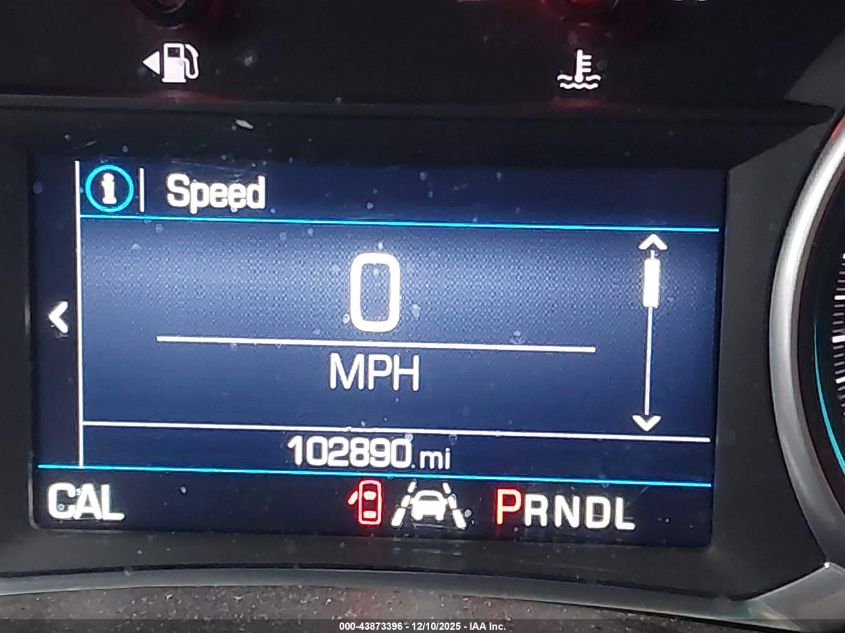 i Speed
0
MPH
102890 mi
CAL PRNDL
000-43873396 - 12/10/2025 - IAA Inc.